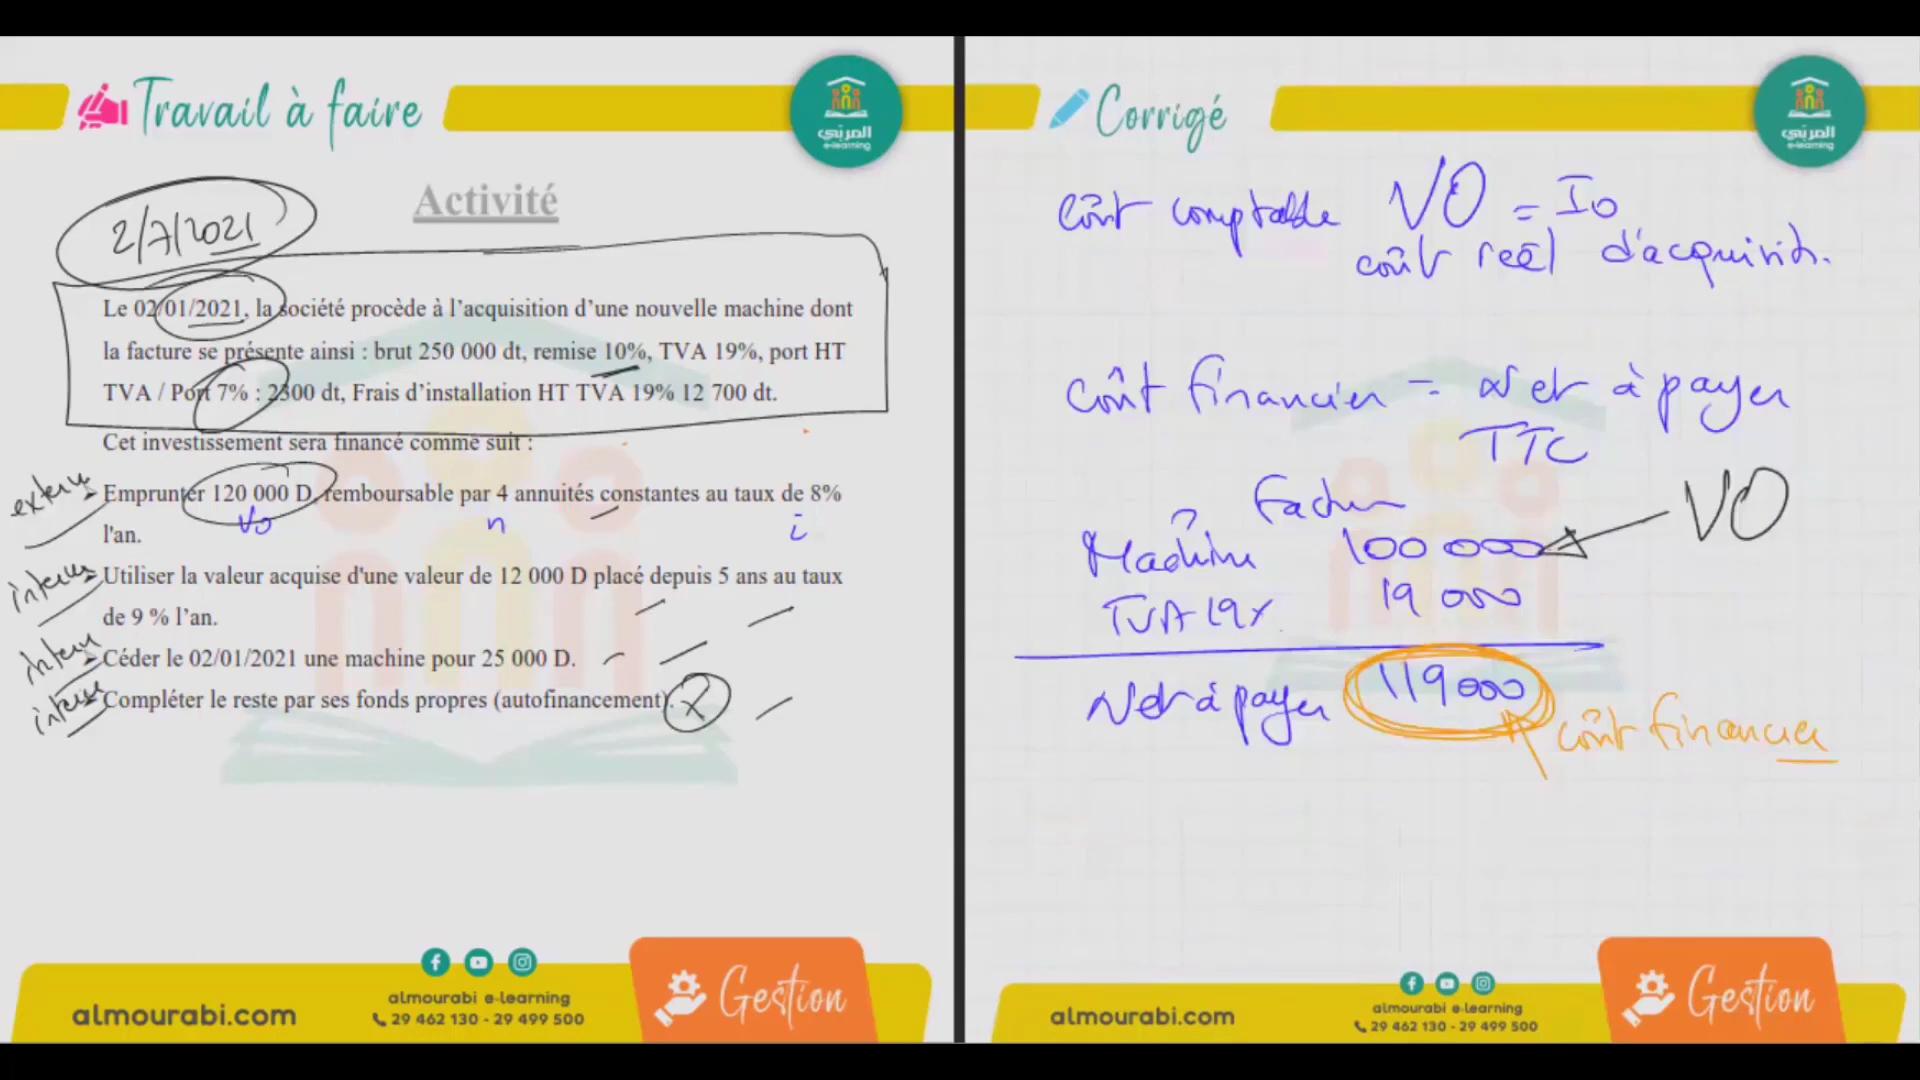 Travail à faire
المربّي
e-learning
Activité
2/7/2021
Le 02/01/2021, la société procède à l'acquisition d'une nouvelle machine dont
la facture se présente ainsi : brut 250 000 dt, remise 10%, TVA 19%, port HT
TVA / Port 7% : 2300 dt, Frais d'installation HT TVA 19% 12 700 dt.
Cet investissement sera financé comme suit :
externe
Emprunter 120 000 D, remboursable par 4 annuités constantes au taux de 8%
V0 n i
l'an.
interne
Utiliser la valeur acquise d'une valeur de 12 000 D placé depuis 5 ans au taux
de 9 % l'an.
interne
Céder le 02/01/2021 une machine pour 25 000 D.
interne
Compléter le reste par ses fonds propres (autofinancement). x
almourabi.com
almourabi e-learning
29 462 130 - 29 499 500
Gestion
Corrigé
المربّي
e-learning
Coût comptable VO = I0
coût reél d'acquisit.
coût financier = Net à payer
TTC
Facture
Machine 100 000
VO
TVA 19%
19 000
Net à payer 119 000
coût financier
almourabi.com
almourabi e-learning
29 462 130 - 29 499 500
Gestion